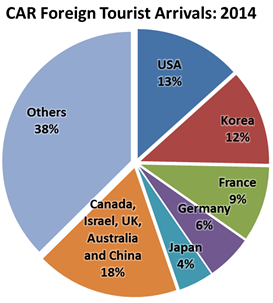 CAR Foreign Tourist Arrivals: 2014
USA
13%
Korea
12%
France
9%
Germany
6%
Japan
4%
Canada,
Israel, UK,
Australia
and China
18%
Others
38%